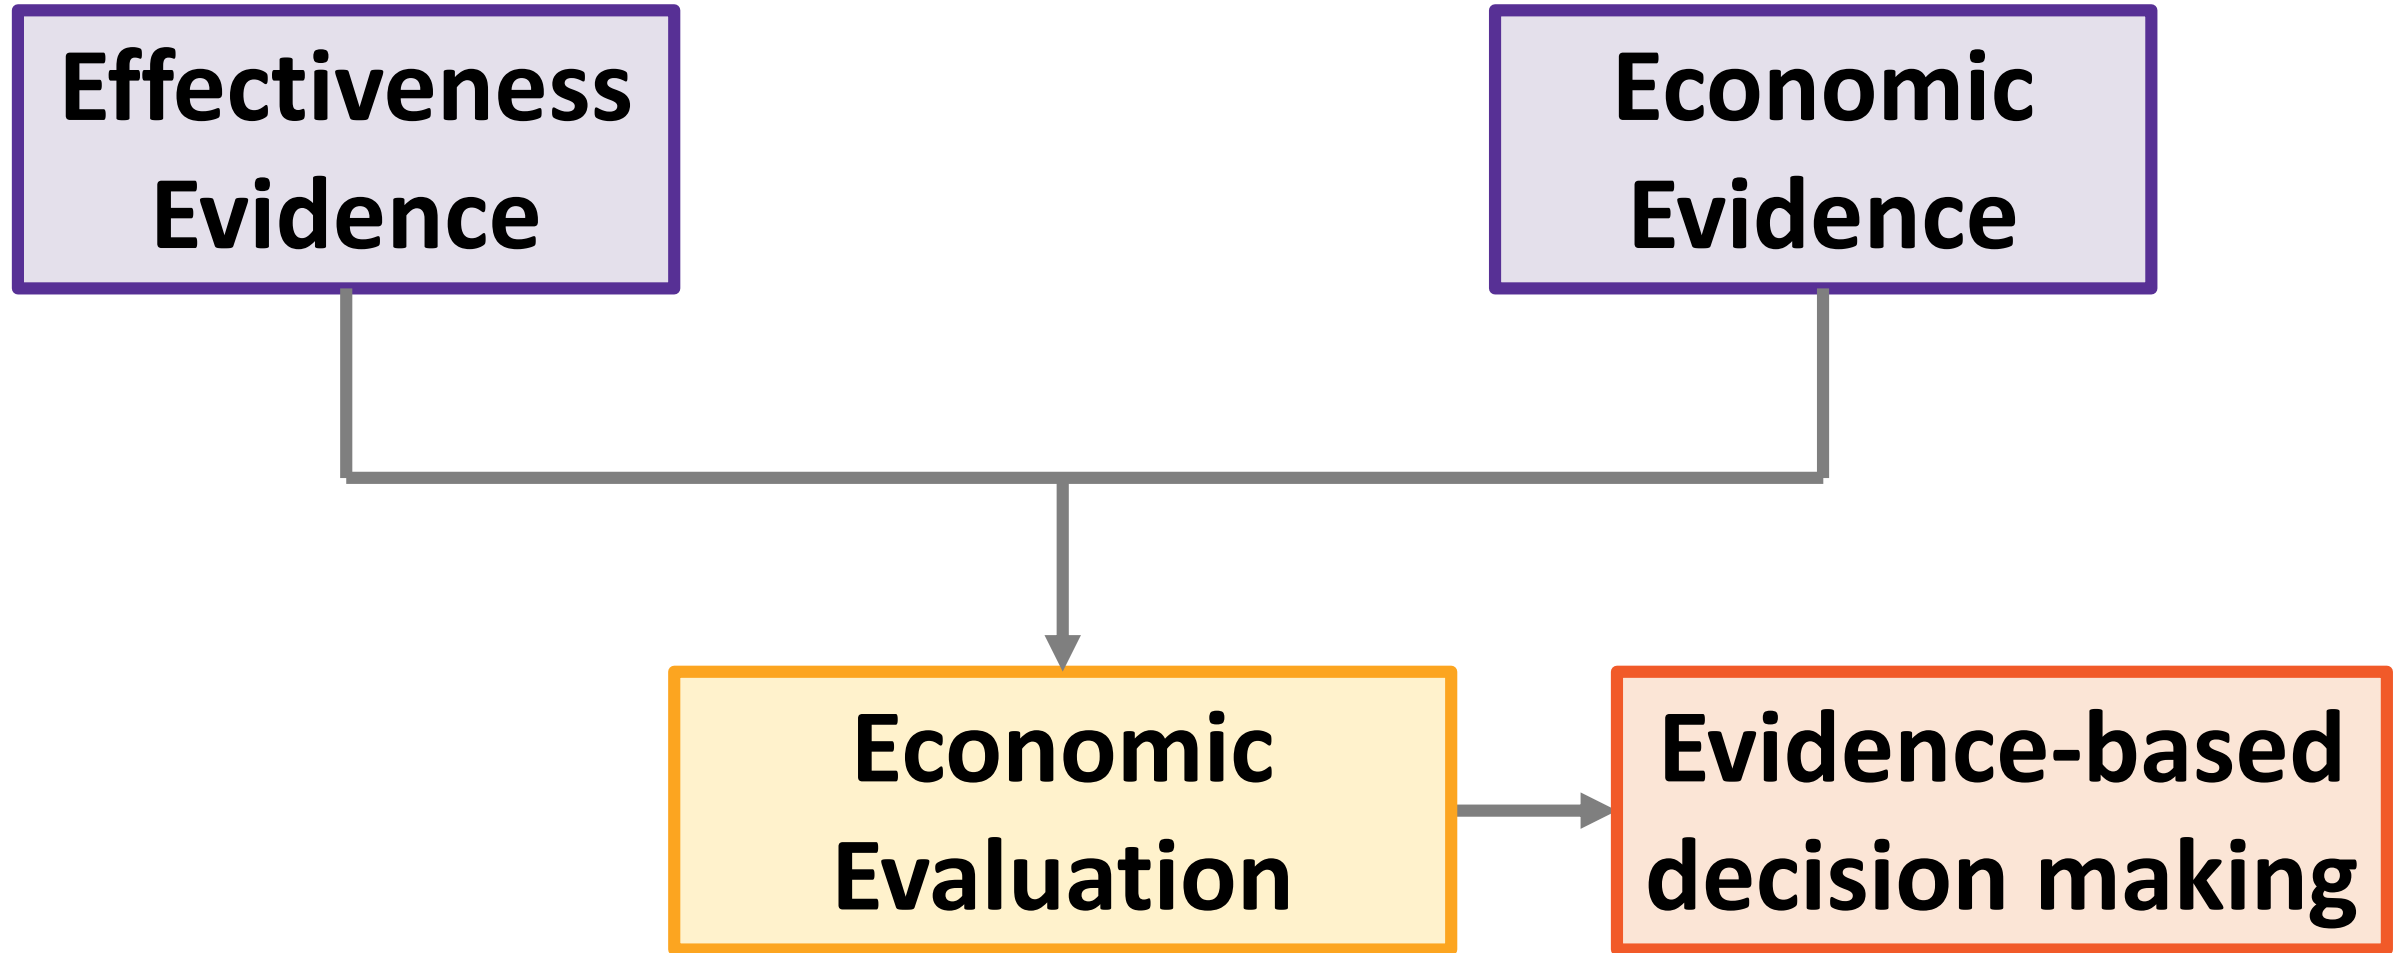 Effectiveness
Evidence
Economic
Evidence
Economic
Evaluation
Evidence-based
decision making